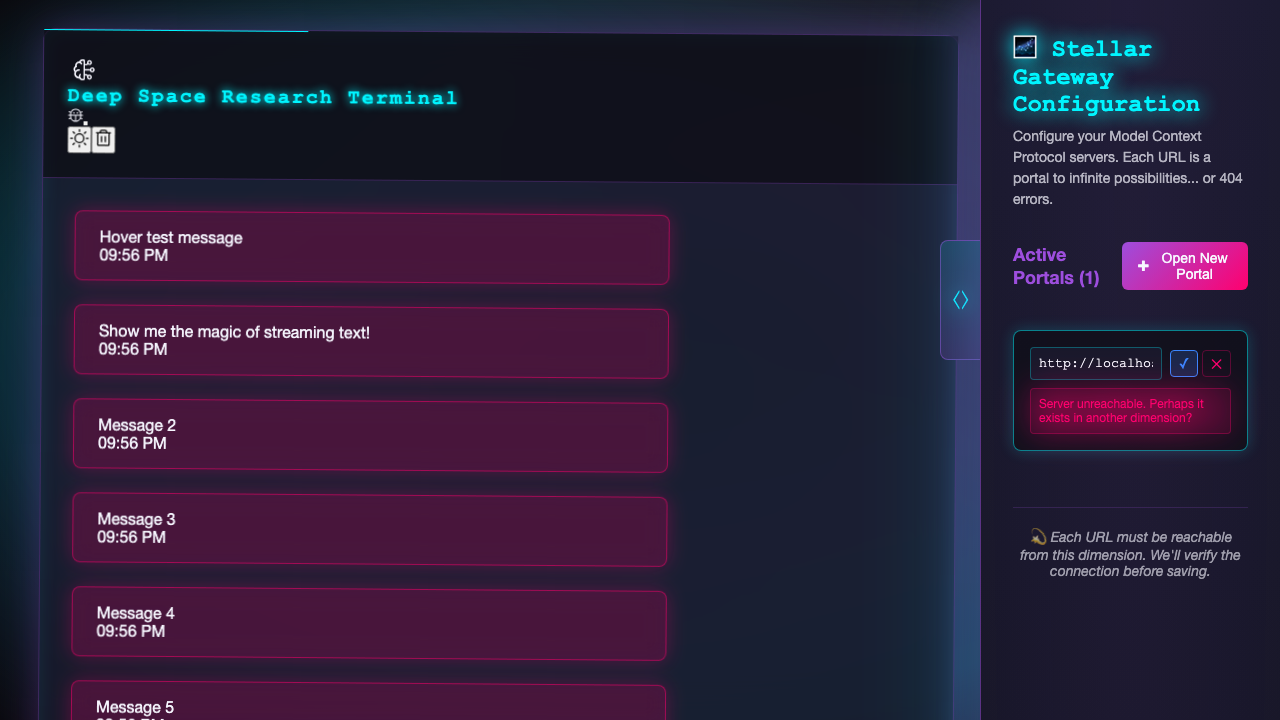 Deep Space Research Terminal
Hover test message
09:56 PM
Show me the magic of streaming text!
09:56 PM
Message 2
09:56 PM
Message 3
09:56 PM
Message 4
09:56 PM
Message 5
Stellar
Gateway
Configuration
Configure your Model Context
Protocol servers. Each URL is a
portal to infinite possibilities... or 404
errors.
Active
Portals (1)
Open New
Portal
http://localho
Server unreachable. Perhaps it
exists in another dimension?
Each URL must be reachable
from this dimension. We'll verify the
connection before saving.